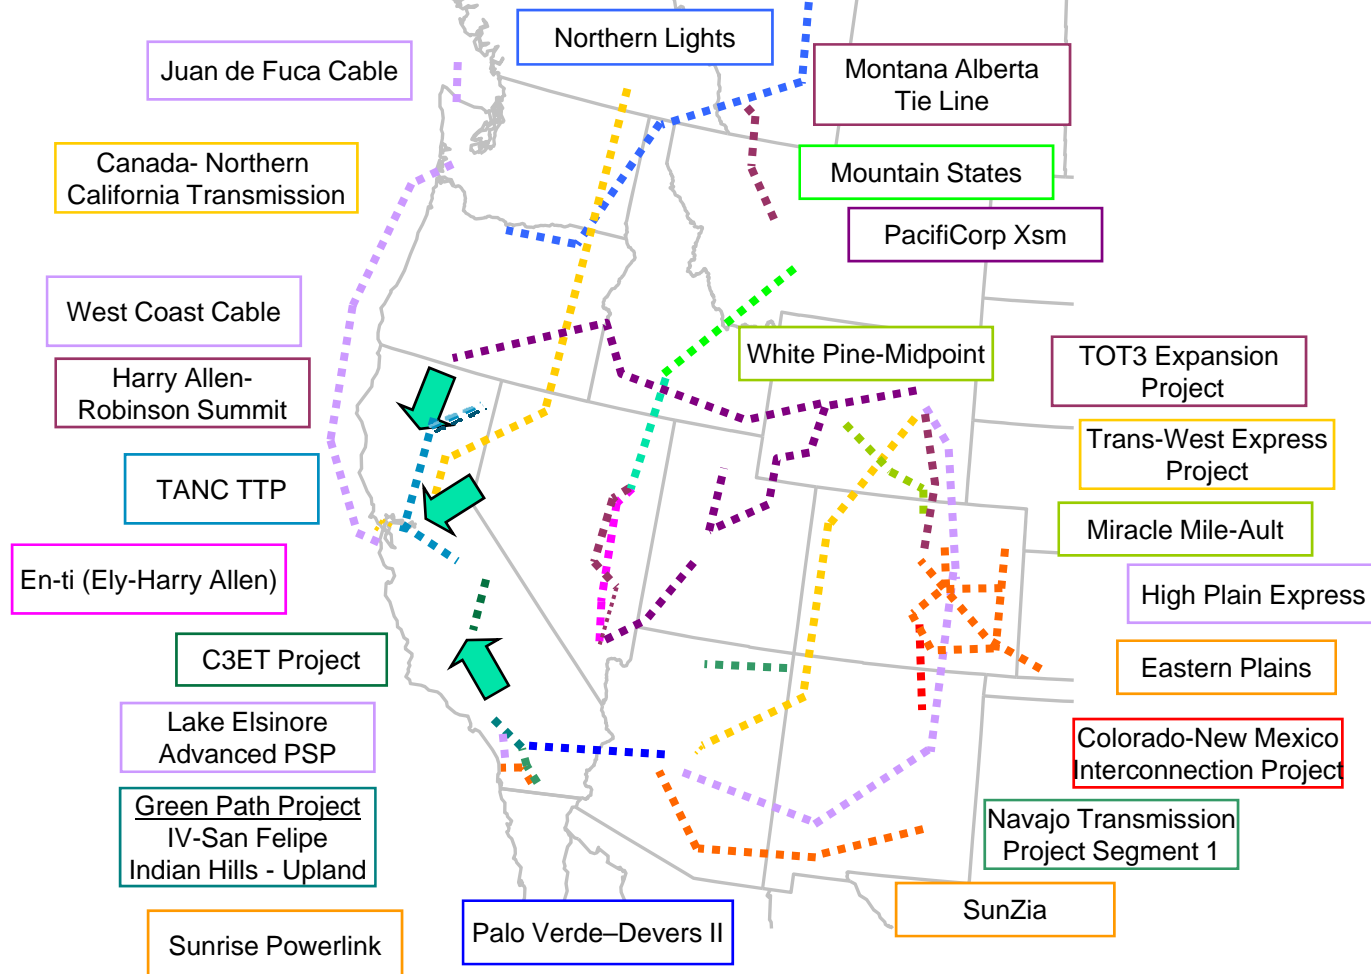 Northern Lights
Juan de Fuca Cable
Montana Alberta
Tie Line
Canada- Northern
California Transmission
Mountain States
PacifiCorp Xsm
West Coast Cable
White Pine-Midpoint
TOT3 Expansion
Project
Harry Allen-
Robinson Summit
Trans-West Express
Project
TANC TTP
Miracle Mile-Ault
En-ti (Ely-Harry Allen)
High Plain Express
C3ET Project
Eastern Plains
Lake Elsinore
Advanced PSP
Colorado-New Mexico
Interconnection Project
Green Path Project
IV-San Felipe
Indian Hills - Upland
Navajo Transmission
Project Segment 1
SunZia
Palo Verde–Devers II
Sunrise Powerlink